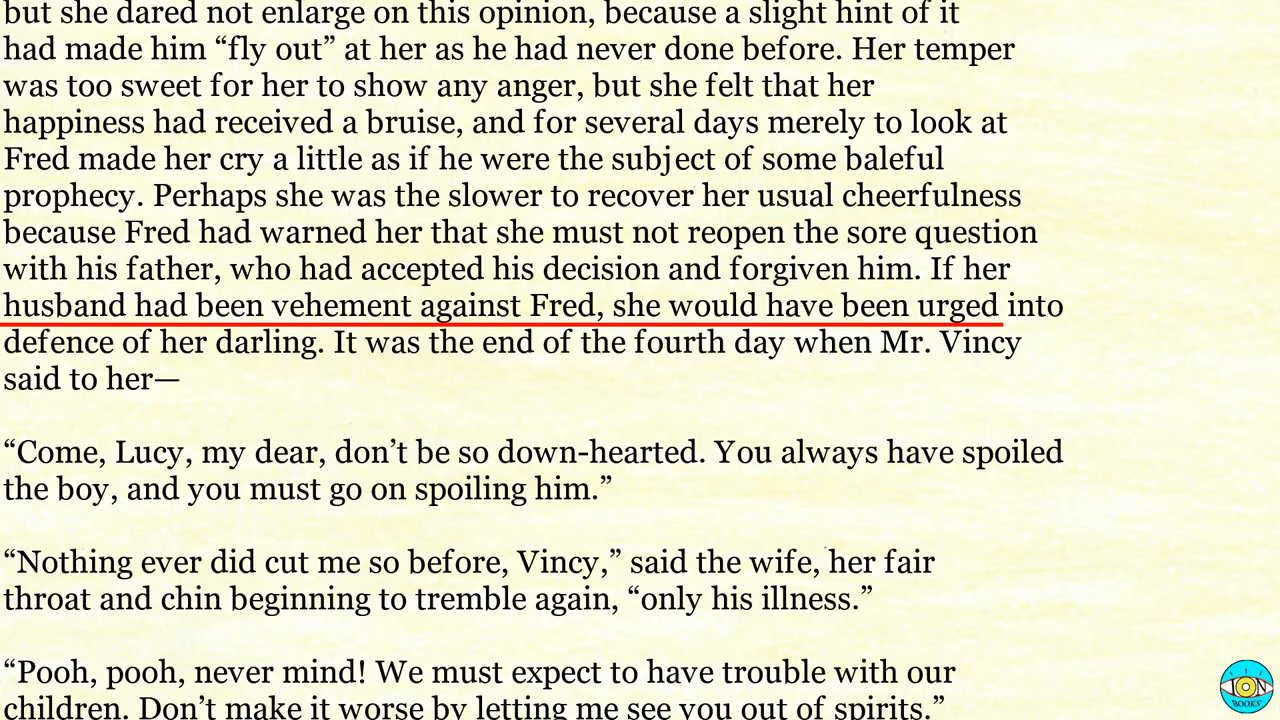 but she dared not enlarge on this opinion, because a slight hint of it
had made him “fly out” at her as he had never done before. Her temper
was too sweet for her to show any anger, but she felt that her
happiness had received a bruise, and for several days merely to look at
Fred made her cry a little as if he were the subject of some baleful
prophecy. Perhaps she was the slower to recover her usual cheerfulness
because Fred had warned her that she must not reopen the sore question
with his father, who had accepted his decision and forgiven him. If her
husband had been vehement against Fred, she would have been urged into
defence of her darling. It was the end of the fourth day when Mr. Vincy
said to her—
“Come, Lucy, my dear, don’t be so down-hearted. You always have spoiled
the boy, and you must go on spoiling him.”
“Nothing ever did cut me so before, Vincy,” said the wife, her fair
throat and chin beginning to tremble again, “only his illness.”
“Pooh, pooh, never mind! We must expect to have trouble with our
children. Don’t make it worse by letting me see you out of spirits.”
ION
BOOKS